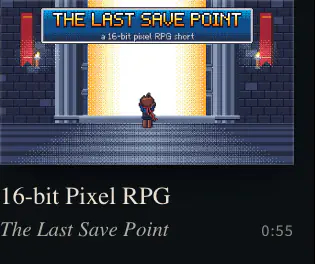 THE LAST SAVE POINT
a 16-bit pixel RPG short
16-bit Pixel RPG
The Last Save Point
0:55